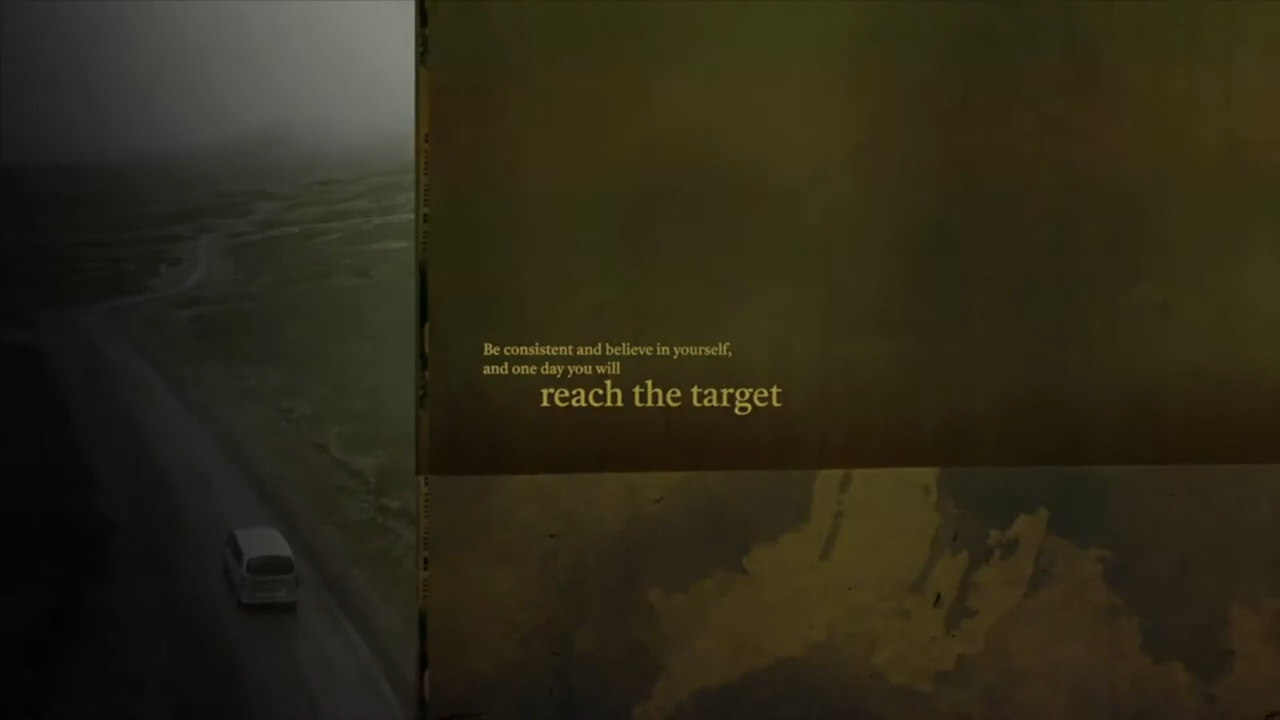 Be consistent and believe in yourself,
and one day you will
reach the target